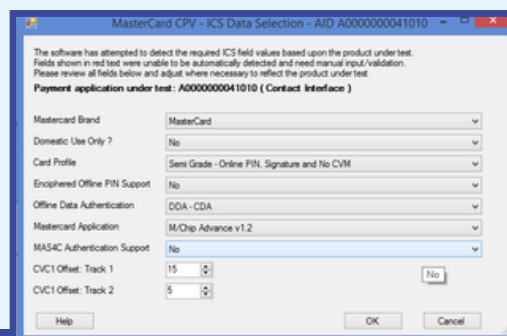 MasterCard CPV - ICS Data Selection - AID A0000000041010
The software has attempted to detect the required ICS field values based upon the product under test.
Fields shown in red text were unable to be automatically detected and need manual input/validation.
Please review all fields below and adjust where necessary to reflect the product under test
Payment application under test: A0000000041010 ( Contact Interface )
Mastercard Brand MasterCard
Domestic Use Only ? No
Card Profile Semi Grade - Online PIN, Signature and No CVM
Enciphered Offline PIN Support No
Offline Data Authentication DDA - CDA
Mastercard Application M/Chip Advance v1.2
MAS4C Authentication Support No
CVC1 Offset: Track 1 15
No
CVC1 Offset: Track 2 5
Help OK Cancel